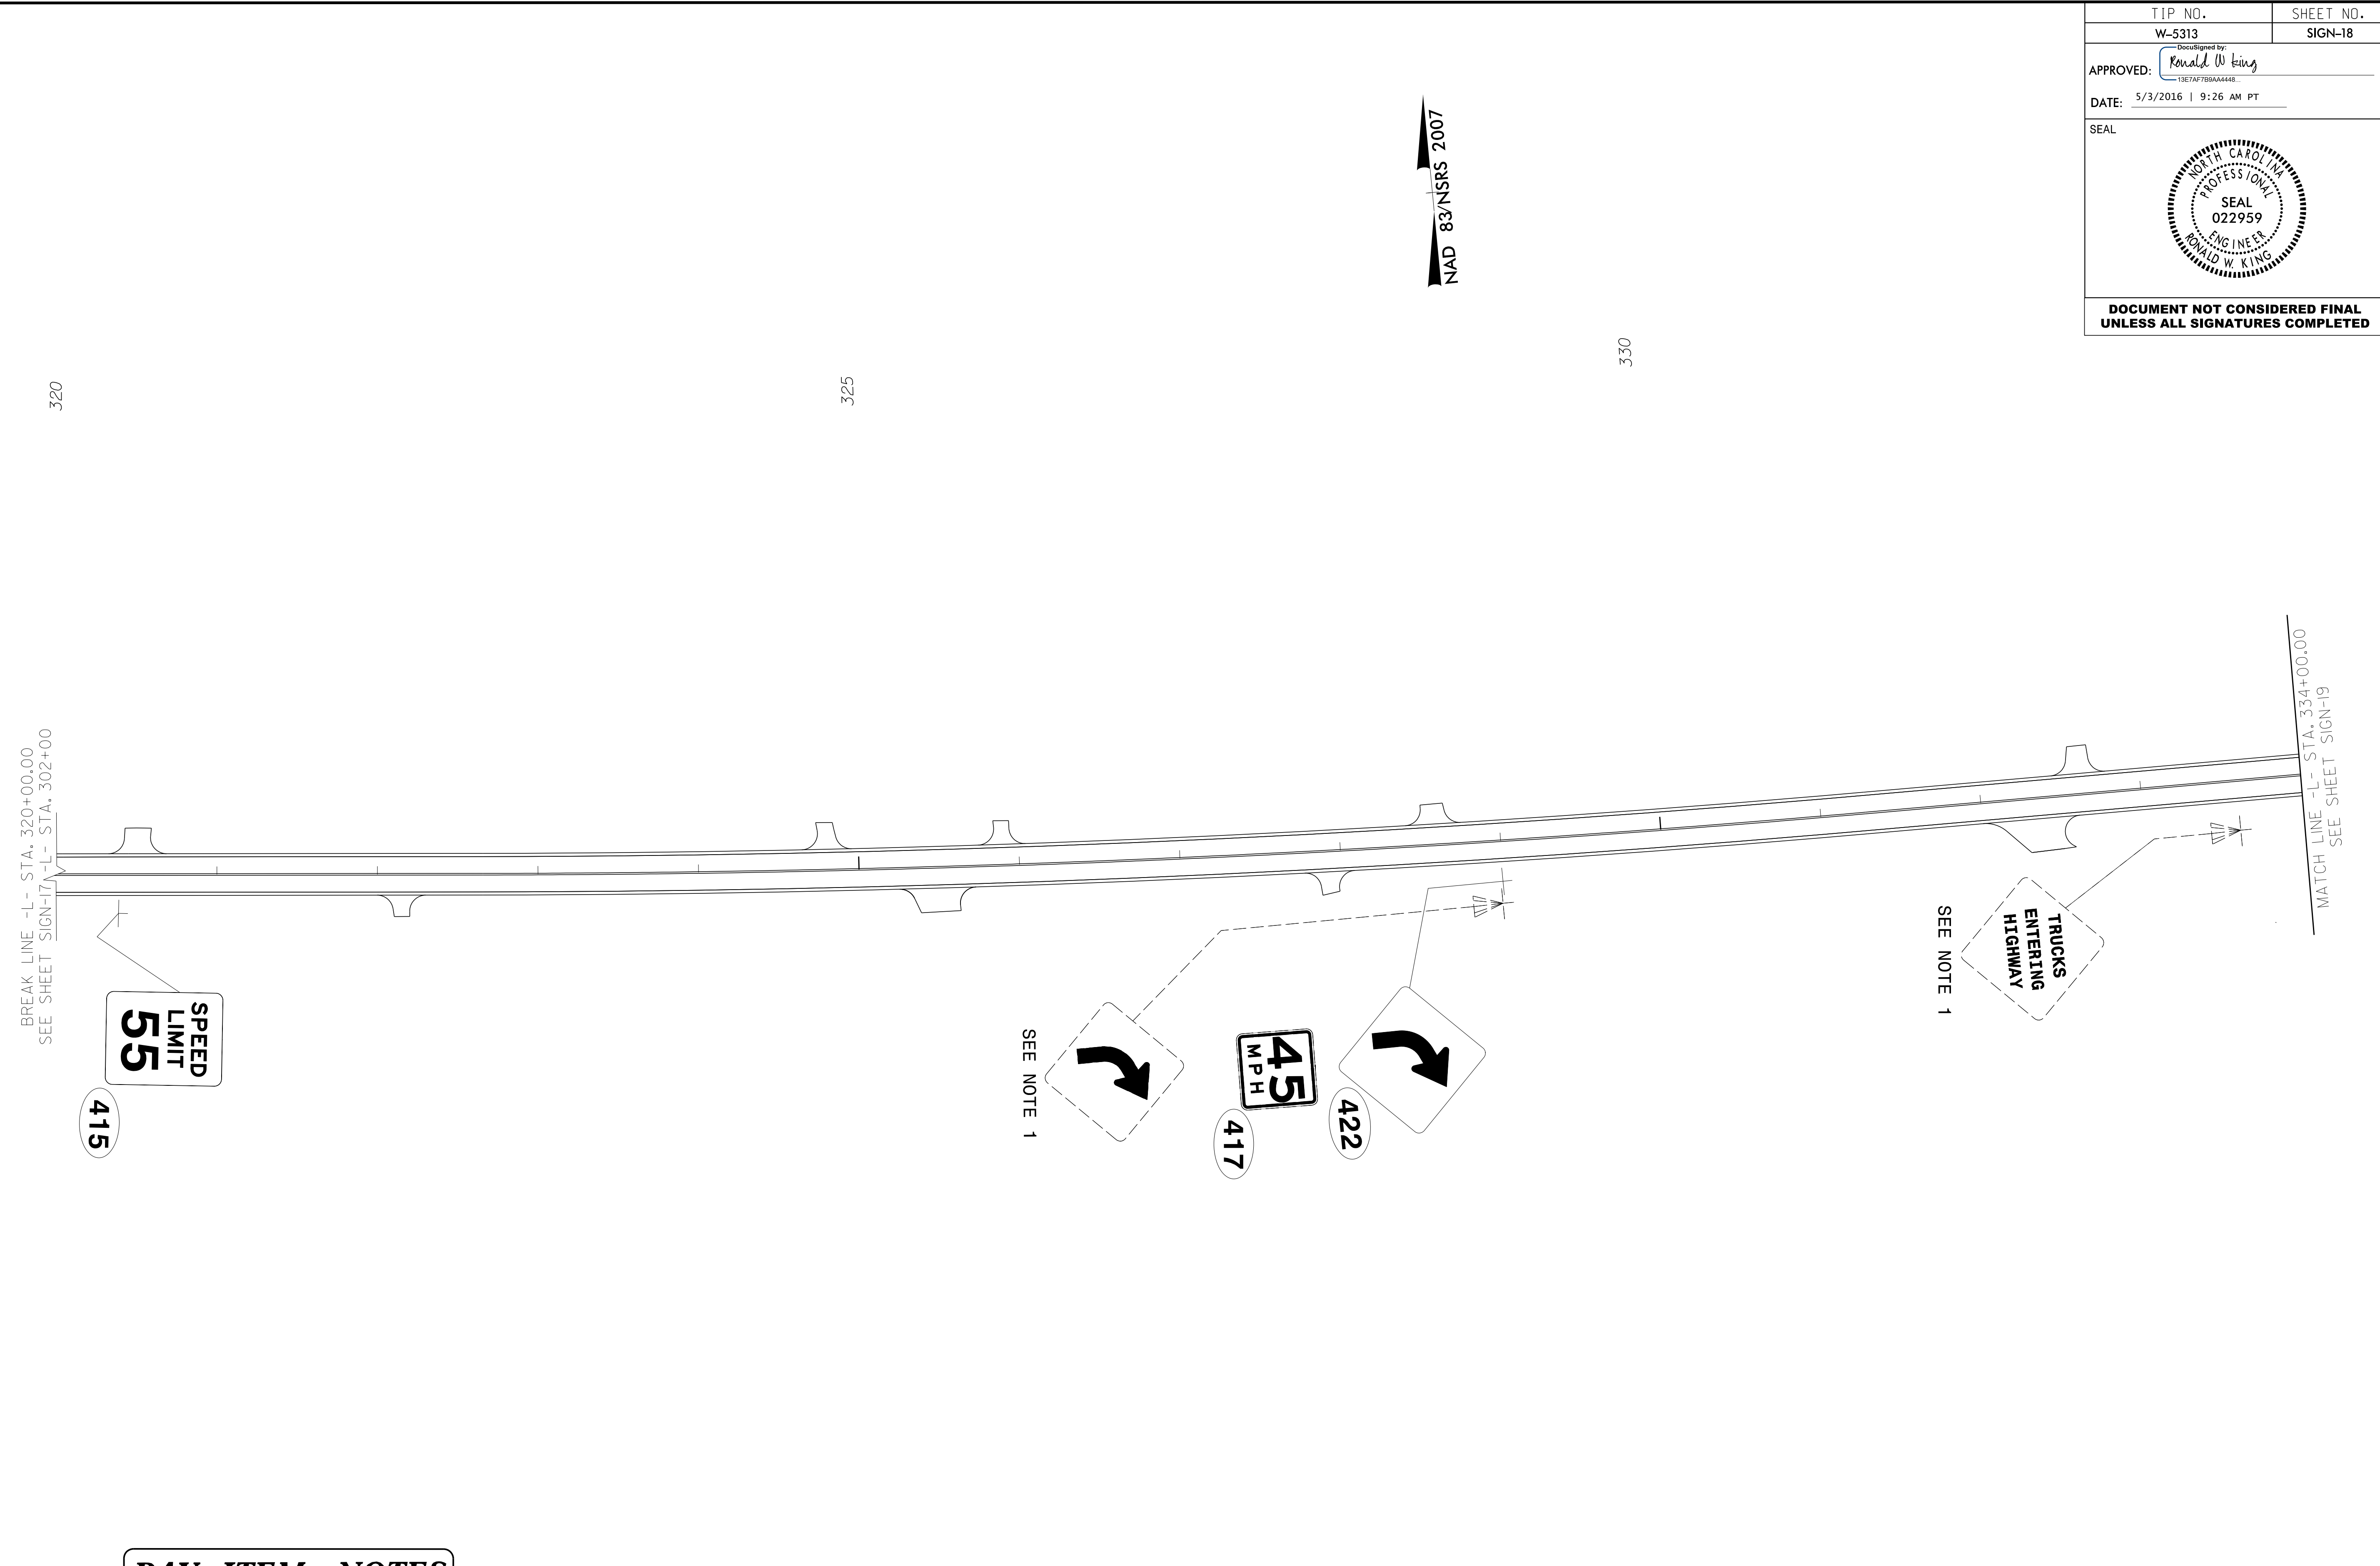 TIP NO.
SHEET NO.
W-5313
SIGN-18
DocuSigned by:
Ronald W King
APPROVED:
13E7AF7B9AA4448...
DATE: 5/3/2016 | 9:26 AM PT
SEAL
NORTH CAROLINA
PROFESSIONAL
SEAL
022959
ENGINEER
RONALD W. KING
DOCUMENT NOT CONSIDERED FINAL
UNLESS ALL SIGNATURES COMPLETED
NAD 83/NSRS 2007
320
325
330
BREAK LINE -L- STA. 320+00.00
SEE SHEET SIGN-17 -L- STA. 302+00
MATCH LINE -L- STA. 334+00.00
SEE SHEET SIGN-19
SPEED
LIMIT
55
415
SEE NOTE 1
45
MPH
417
422
SEE NOTE 1
TRUCKS
ENTERING
HIGHWAY
PAY ITEM NOTES